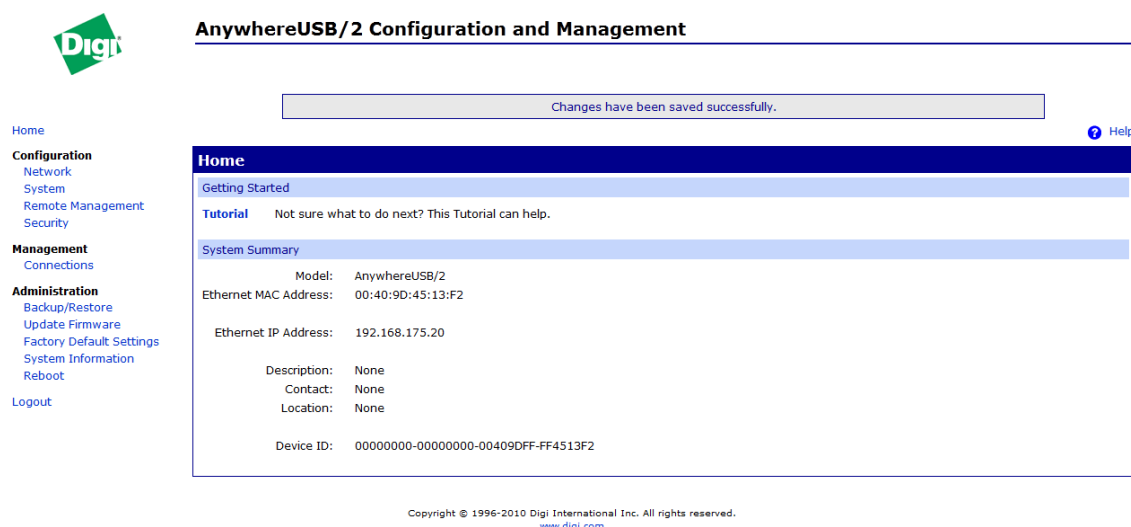 Digi
AnywhereUSB/2 Configuration and Management
Changes have been saved successfully.
Home
Help
Configuration
Network
System
Remote Management
Security
Management
Connections
Administration
Backup/Restore
Update Firmware
Factory Default Settings
System Information
Reboot
Logout
Home
Getting Started
Tutorial Not sure what to do next? This Tutorial can help.
System Summary
Model: AnywhereUSB/2
Ethernet MAC Address: 00:40:9D:45:13:F2
Ethernet IP Address: 192.168.175.20
Description: None
Contact: None
Location: None
Device ID: 00000000-00000000-00409DFF-FF4513F2
Copyright © 1996-2010 Digi International Inc. All rights reserved.
www.digi.com